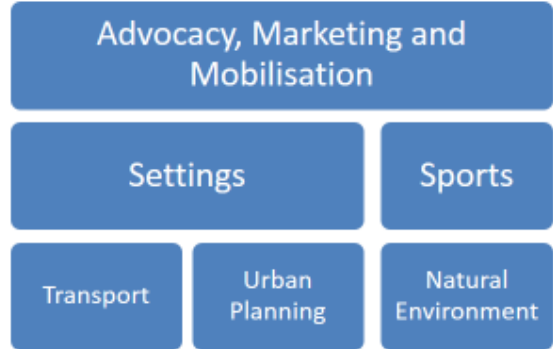 Advocacy, Marketing and
Mobilisation
Settings
Sports
Transport
Urban
Planning
Natural
Environment